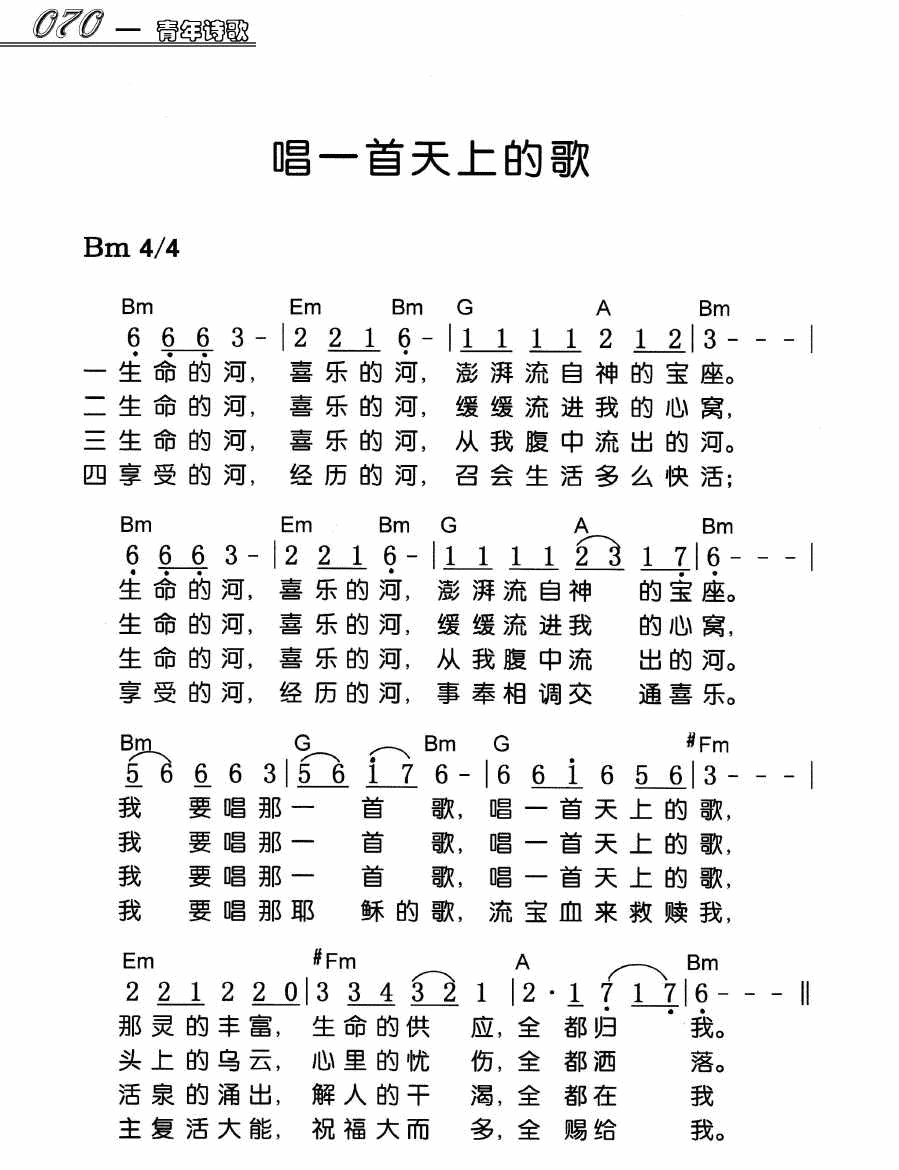 070 — 青年诗歌
唱一首天上的歌
Bm 4/4
Bm Em Bm G A Bm
6̣ 6̣ 6̣ 3 - | 2 2 1 6̣ - | 1 1 1 1 2 1 2 | 3 - - - |
一生命的河, 喜乐的河, 澎湃流自神的宝座。
二生命的河, 喜乐的河, 缓缓流进我的心窝,
三生命的河, 喜乐的河, 从我腹中流出的河。
四享受的河, 经历的河, 召会生活多么快活;
Bm Em Bm G A Bm
6̣ 6̣ 6̣ 3 - | 2 2 1 6̣ - | 1 1 1 1 2 3 1 7̣ | 6̣ - - - |
生命的河, 喜乐的河, 澎湃流自神 的宝座。
生命的河, 喜乐的河, 缓缓流进我 的心窝,
生命的河, 喜乐的河, 从我腹中流 出的河。
享受的河, 经历的河, 事奉相调交 通喜乐。
Bm G Bm G #Fm
5 6 6 6 3 | 5 6 i 7 6 - | 6 6 i 6 5 6 | 3 - - - |
我 要唱那一 首 歌, 唱一首天上的歌,
我 要唱那一 首 歌, 唱一首天上的歌,
我 要唱那一 首 歌, 唱一首天上的歌,
我 要唱那耶 稣的歌, 流宝血来救赎我,
Em #Fm A Bm
2 2 1 2 2 0 | 3 3 4 3 2 1 | 2 · 1 7̣ 1 7̣ | 6̣ - - - ‖
那灵的丰富, 生命的供 应, 全 都归 我。
头上的乌云, 心里的忧 伤, 全 都洒 落。
活泉的涌出, 解人的干 渴, 全 都在 我
主复活大能, 祝福大而 多, 全 赐给 我。